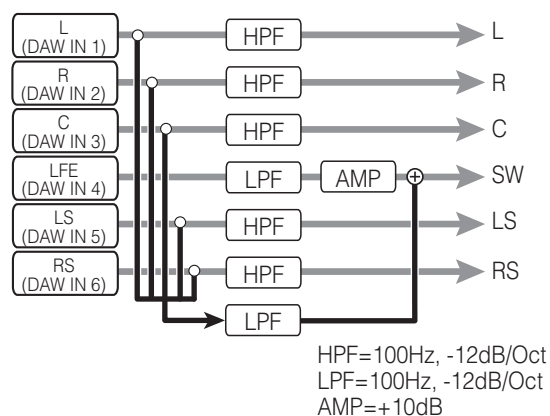 L
(DAW IN 1)
HPF
L
R
(DAW IN 2)
HPF
R
C
(DAW IN 3)
HPF
C
LFE
(DAW IN 4)
LPF
AMP
SW
LS
(DAW IN 5)
HPF
LS
RS
(DAW IN 6)
HPF
RS
LPF
HPF=100Hz, -12dB/Oct
LPF=100Hz, -12dB/Oct
AMP=+10dB